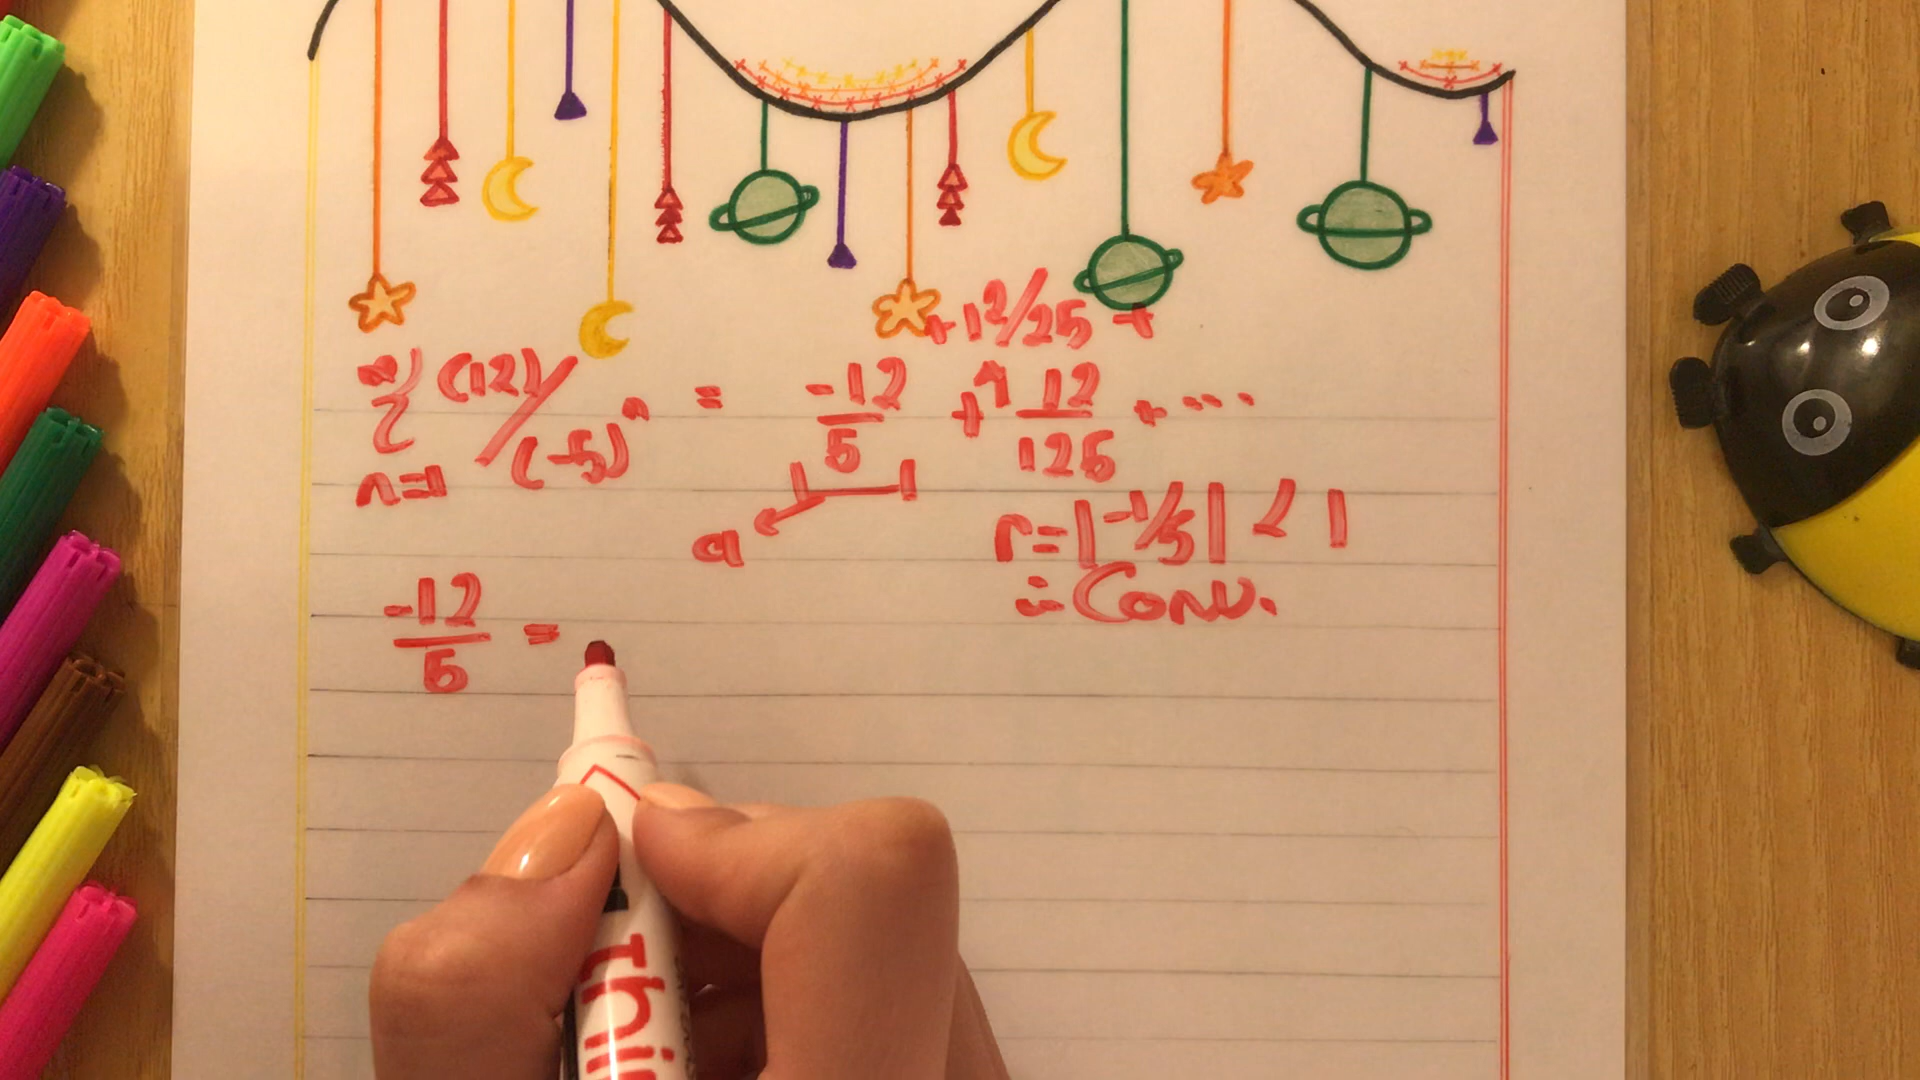 +12/25 +
∞
Σ (12)/(-5)^n = -12/5 + 12/125 + ...
n=1
a
r=|-1/5| < 1
∴ Conv.
-12/5 =
thi